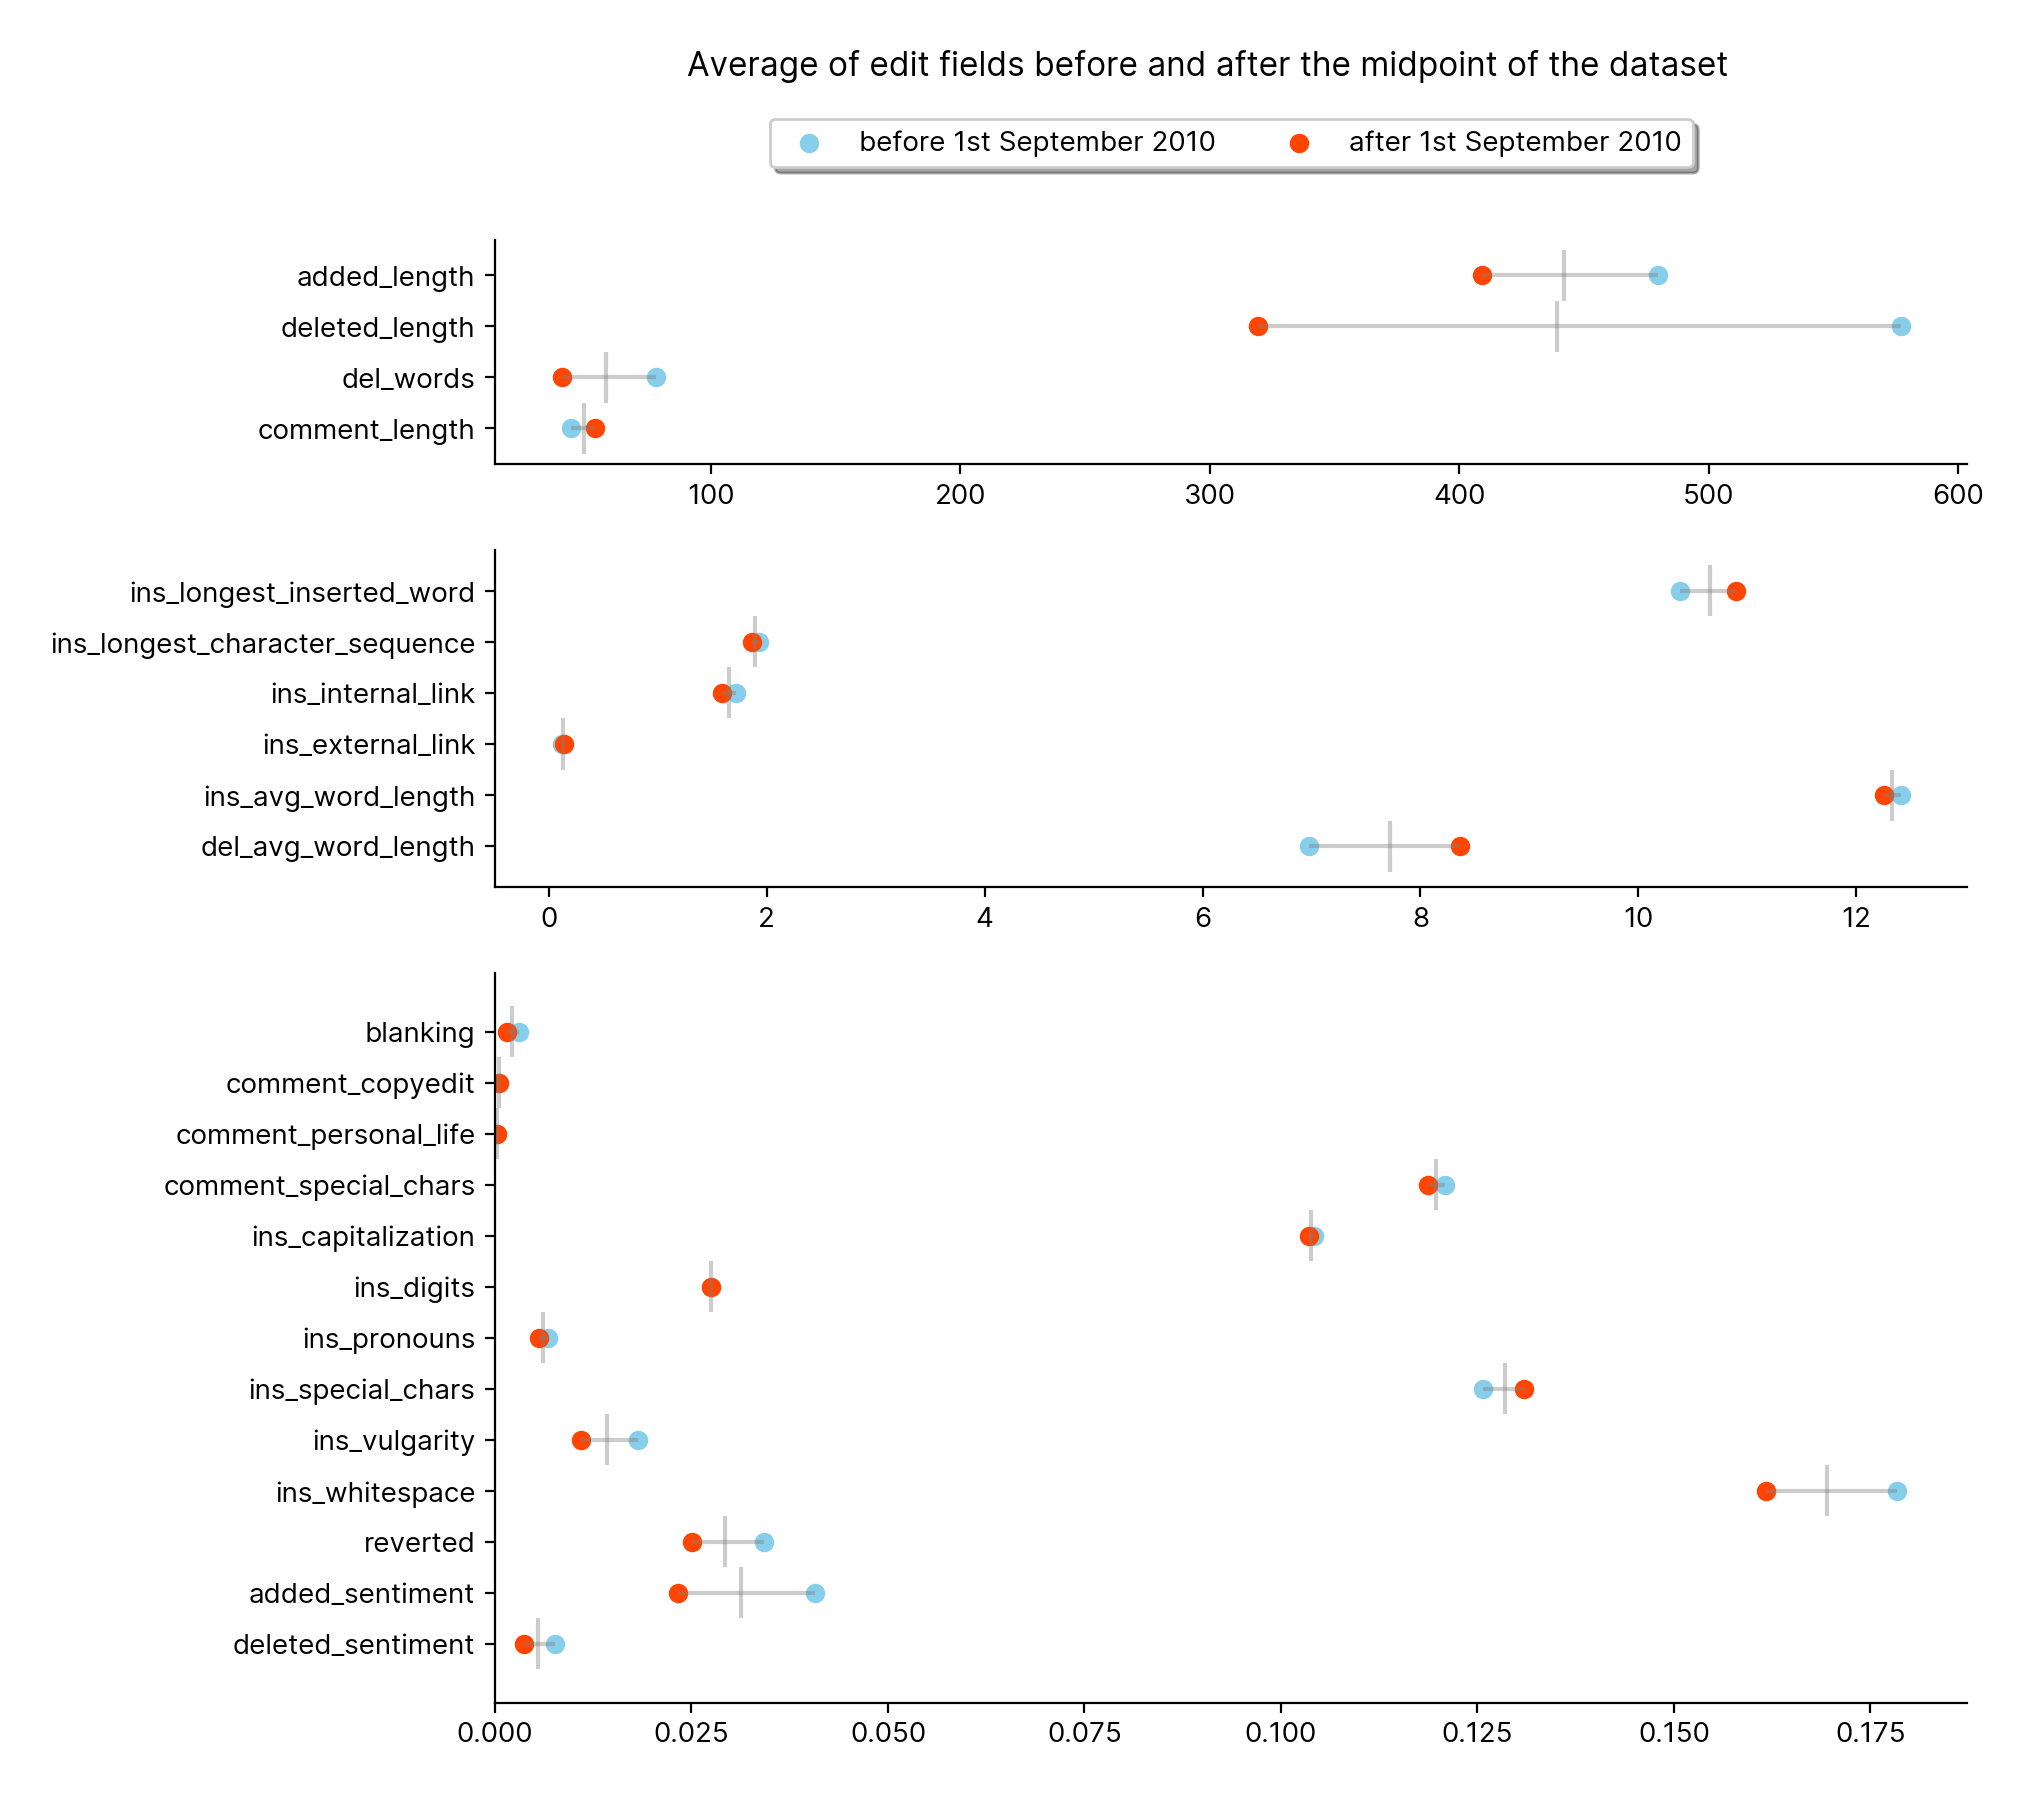 Average of edit fields before and after the midpoint of the dataset
before 1st September 2010 after 1st September 2010
added_length
deleted_length
del_words
comment_length
100 200 300 400 500 600
ins_longest_inserted_word
ins_longest_character_sequence
ins_internal_link
ins_external_link
ins_avg_word_length
del_avg_word_length
0 2 4 6 8 10 12
blanking
comment_copyedit
comment_personal_life
comment_special_chars
ins_capitalization
ins_digits
ins_pronouns
ins_special_chars
ins_vulgarity
ins_whitespace
reverted
added_sentiment
deleted_sentiment
0.000 0.025 0.050 0.075 0.100 0.125 0.150 0.175